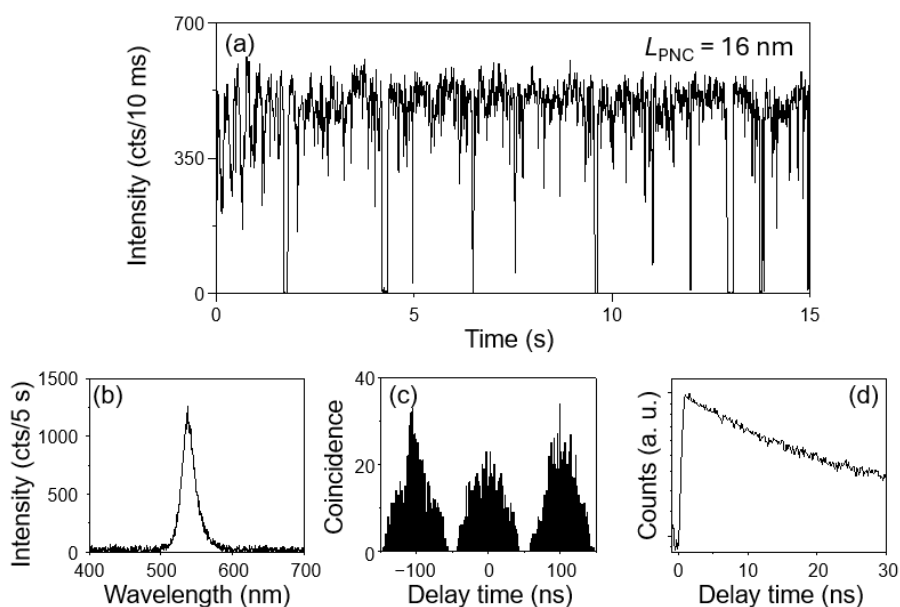 700
(a)
L_PNC = 16 nm
350
0
Intensity (cts/10 ms)
0 5 10 15
Time (s)
1500
(b)
1000
500
0
Intensity (cts/5 s)
400 500 600 700
Wavelength (nm)
40
(c)
20
0
Coincidence
−100 0 100
Delay time (ns)
(d)
Counts (a. u.)
0 10 20 30
Delay time (ns)